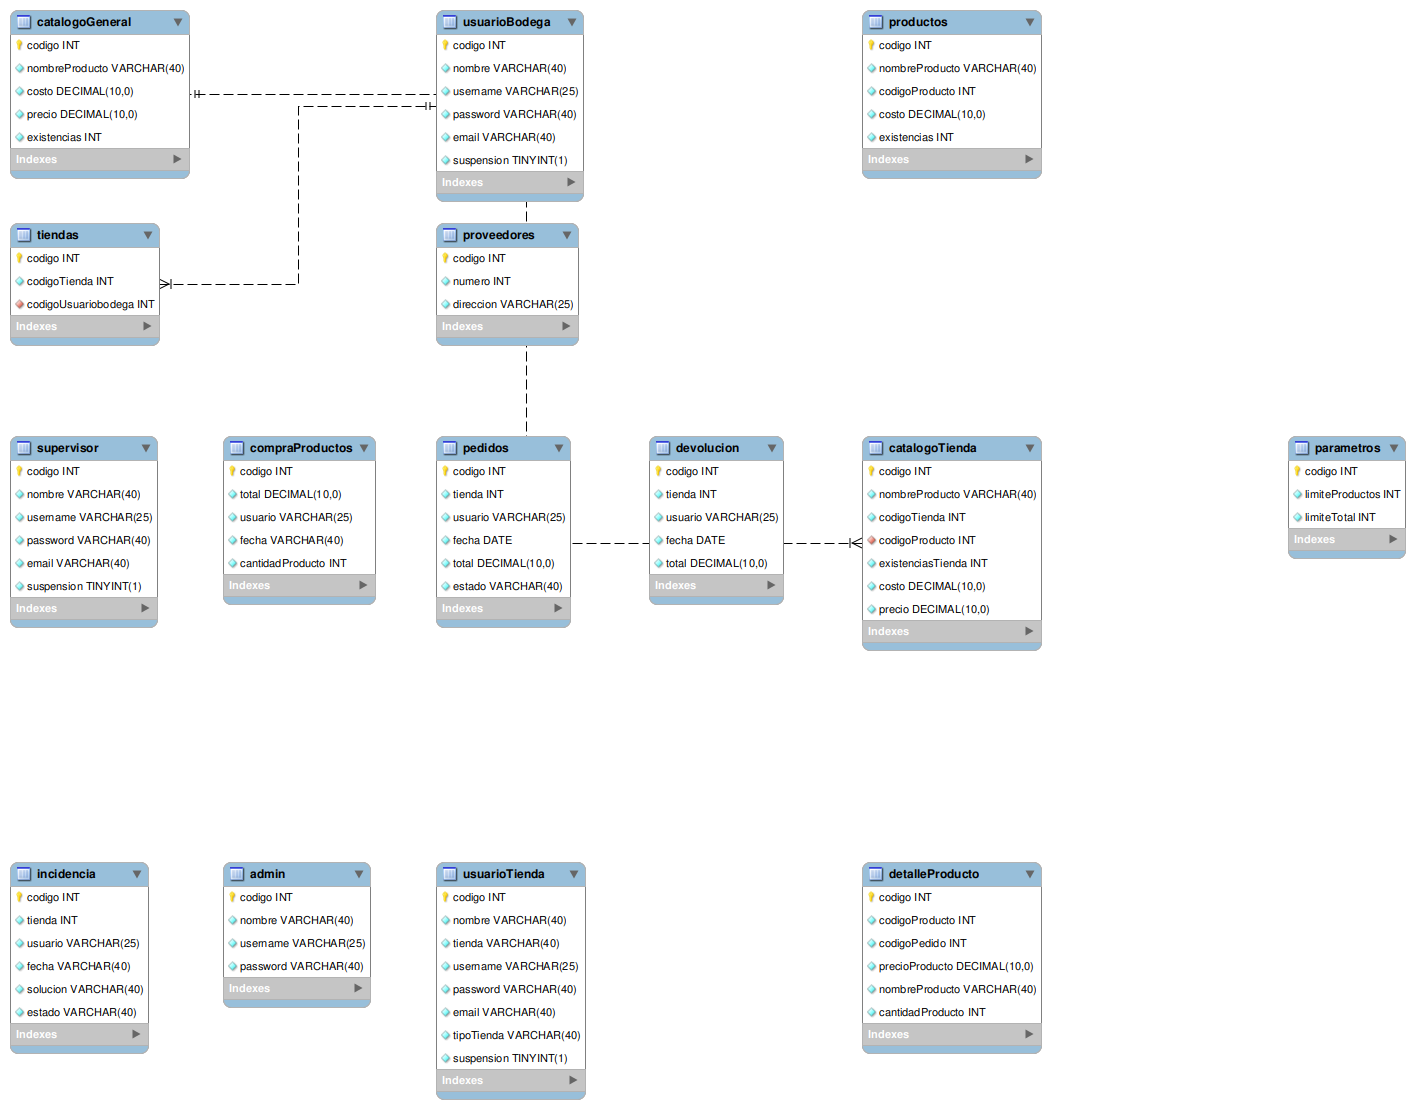 catalogoGeneral
codigo INT
nombreProducto VARCHAR(40)
costo DECIMAL(10,0)
precio DECIMAL(10,0)
existencias INT
Indexes
usuarioBodega
codigo INT
nombre VARCHAR(40)
username VARCHAR(25)
password VARCHAR(40)
email VARCHAR(40)
suspension TINYINT(1)
Indexes
productos
codigo INT
nombreProducto VARCHAR(40)
codigoProducto INT
costo DECIMAL(10,0)
existencias INT
Indexes
tiendas
codigo INT
codigoTienda INT
codigoUsuariobodega INT
Indexes
proveedores
codigo INT
numero INT
direccion VARCHAR(25)
Indexes
supervisor
codigo INT
nombre VARCHAR(40)
username VARCHAR(25)
password VARCHAR(40)
email VARCHAR(40)
suspension TINYINT(1)
Indexes
compraProductos
codigo INT
total DECIMAL(10,0)
usuario VARCHAR(25)
fecha VARCHAR(40)
cantidadProducto INT
Indexes
pedidos
codigo INT
tienda INT
usuario VARCHAR(25)
fecha DATE
total DECIMAL(10,0)
estado VARCHAR(40)
Indexes
devolucion
codigo INT
tienda INT
usuario VARCHAR(25)
fecha DATE
total DECIMAL(10,0)
Indexes
catalogoTienda
codigo INT
nombreProducto VARCHAR(40)
codigoTienda INT
codigoProducto INT
existenciasTienda INT
costo DECIMAL(10,0)
precio DECIMAL(10,0)
Indexes
parametros
codigo INT
limiteProductos INT
limiteTotal INT
Indexes
incidencia
codigo INT
tienda INT
usuario VARCHAR(25)
fecha VARCHAR(40)
solucion VARCHAR(40)
estado VARCHAR(40)
Indexes
admin
codigo INT
nombre VARCHAR(40)
username VARCHAR(25)
password VARCHAR(40)
Indexes
usuarioTienda
codigo INT
nombre VARCHAR(40)
tienda VARCHAR(40)
username VARCHAR(25)
password VARCHAR(40)
email VARCHAR(40)
tipoTienda VARCHAR(40)
suspension TINYINT(1)
Indexes
detalleProducto
codigo INT
codigoProducto INT
codigoPedido INT
precioProducto DECIMAL(10,0)
nombreProducto VARCHAR(40)
cantidadProducto INT
Indexes